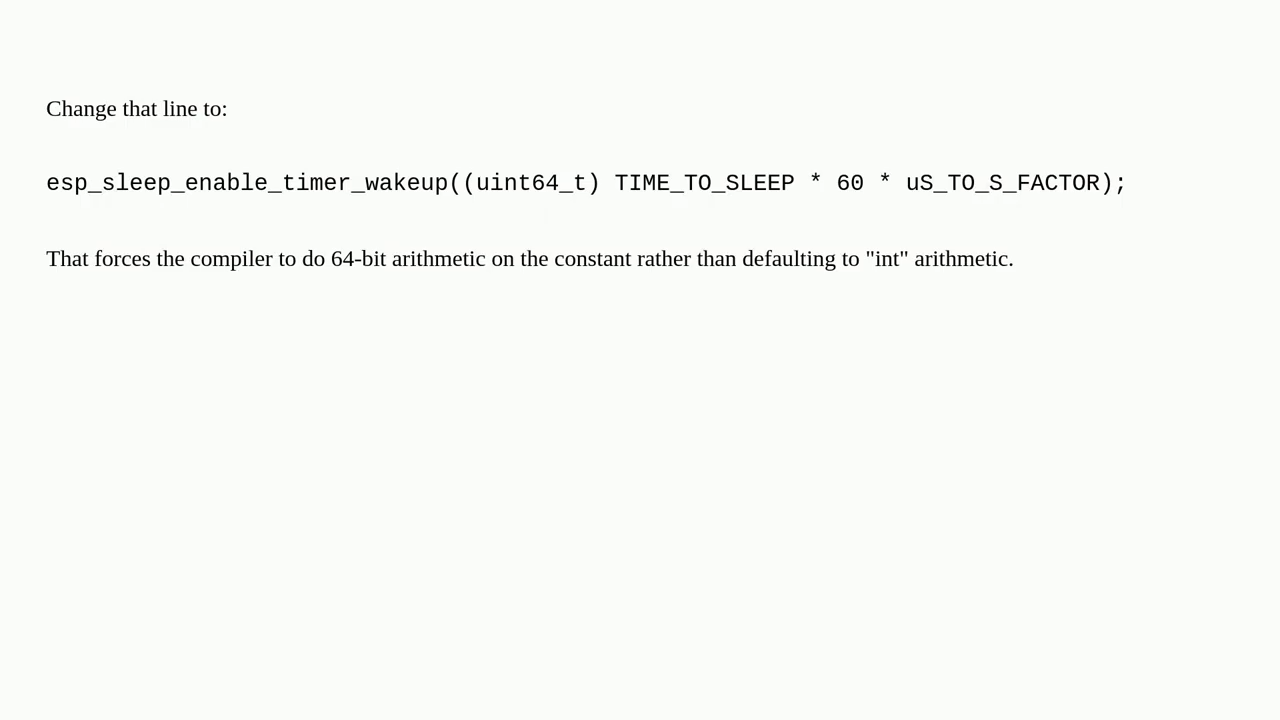 Change that line to:
esp_sleep_enable_timer_wakeup((uint64_t) TIME_TO_SLEEP * 60 * uS_TO_S_FACTOR);
That forces the compiler to do 64-bit arithmetic on the constant rather than defaulting to "int" arithmetic.